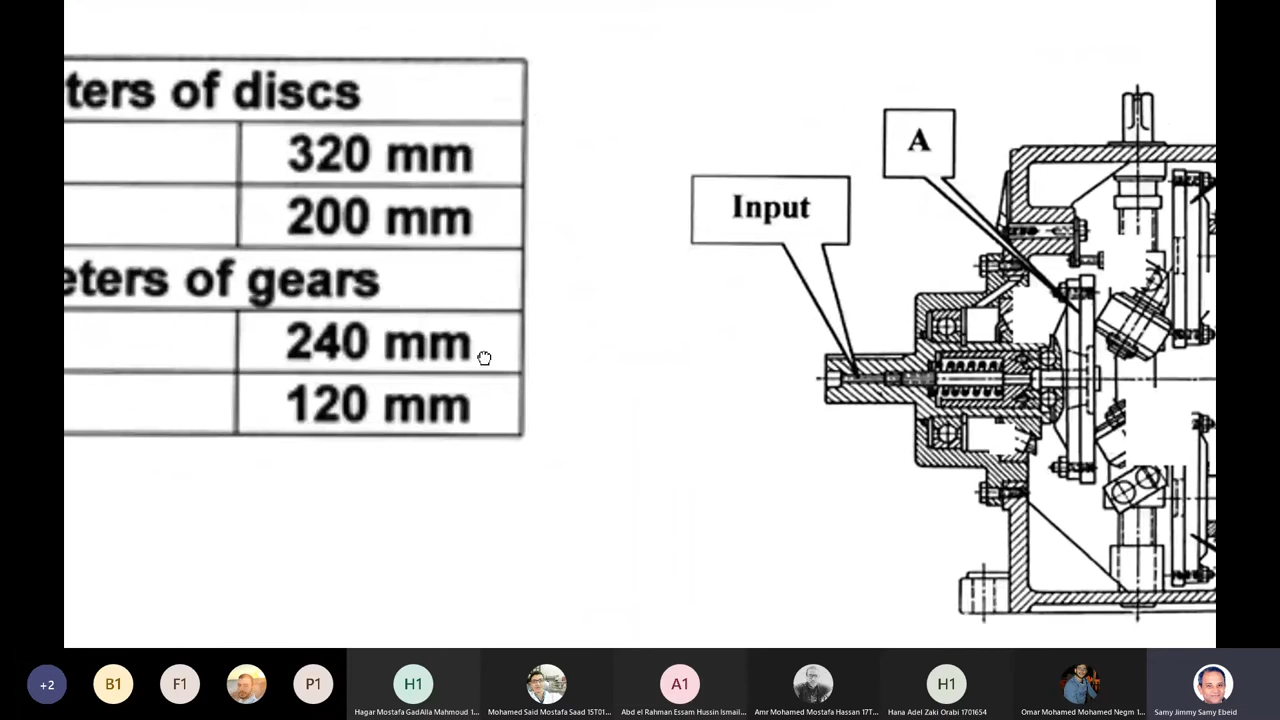 ters of discs
320 mm
200 mm
eters of gears
240 mm
120 mm
A
Input
+2
B1
F1
P1
H1
A1
H1
Hagar Mostafa GadAlla Mahmoud 1...
Mohamed Said Mostafa Saad 15T01...
Abd el Rahman Essam Hussin Ismail...
Amr Mohamed Mostafa Hassan 17T...
Hana Adel Zaki Orabi 1701654
Omar Mohamed Mohamed Negm 1...
Samy Jimmy Samy Ebeid